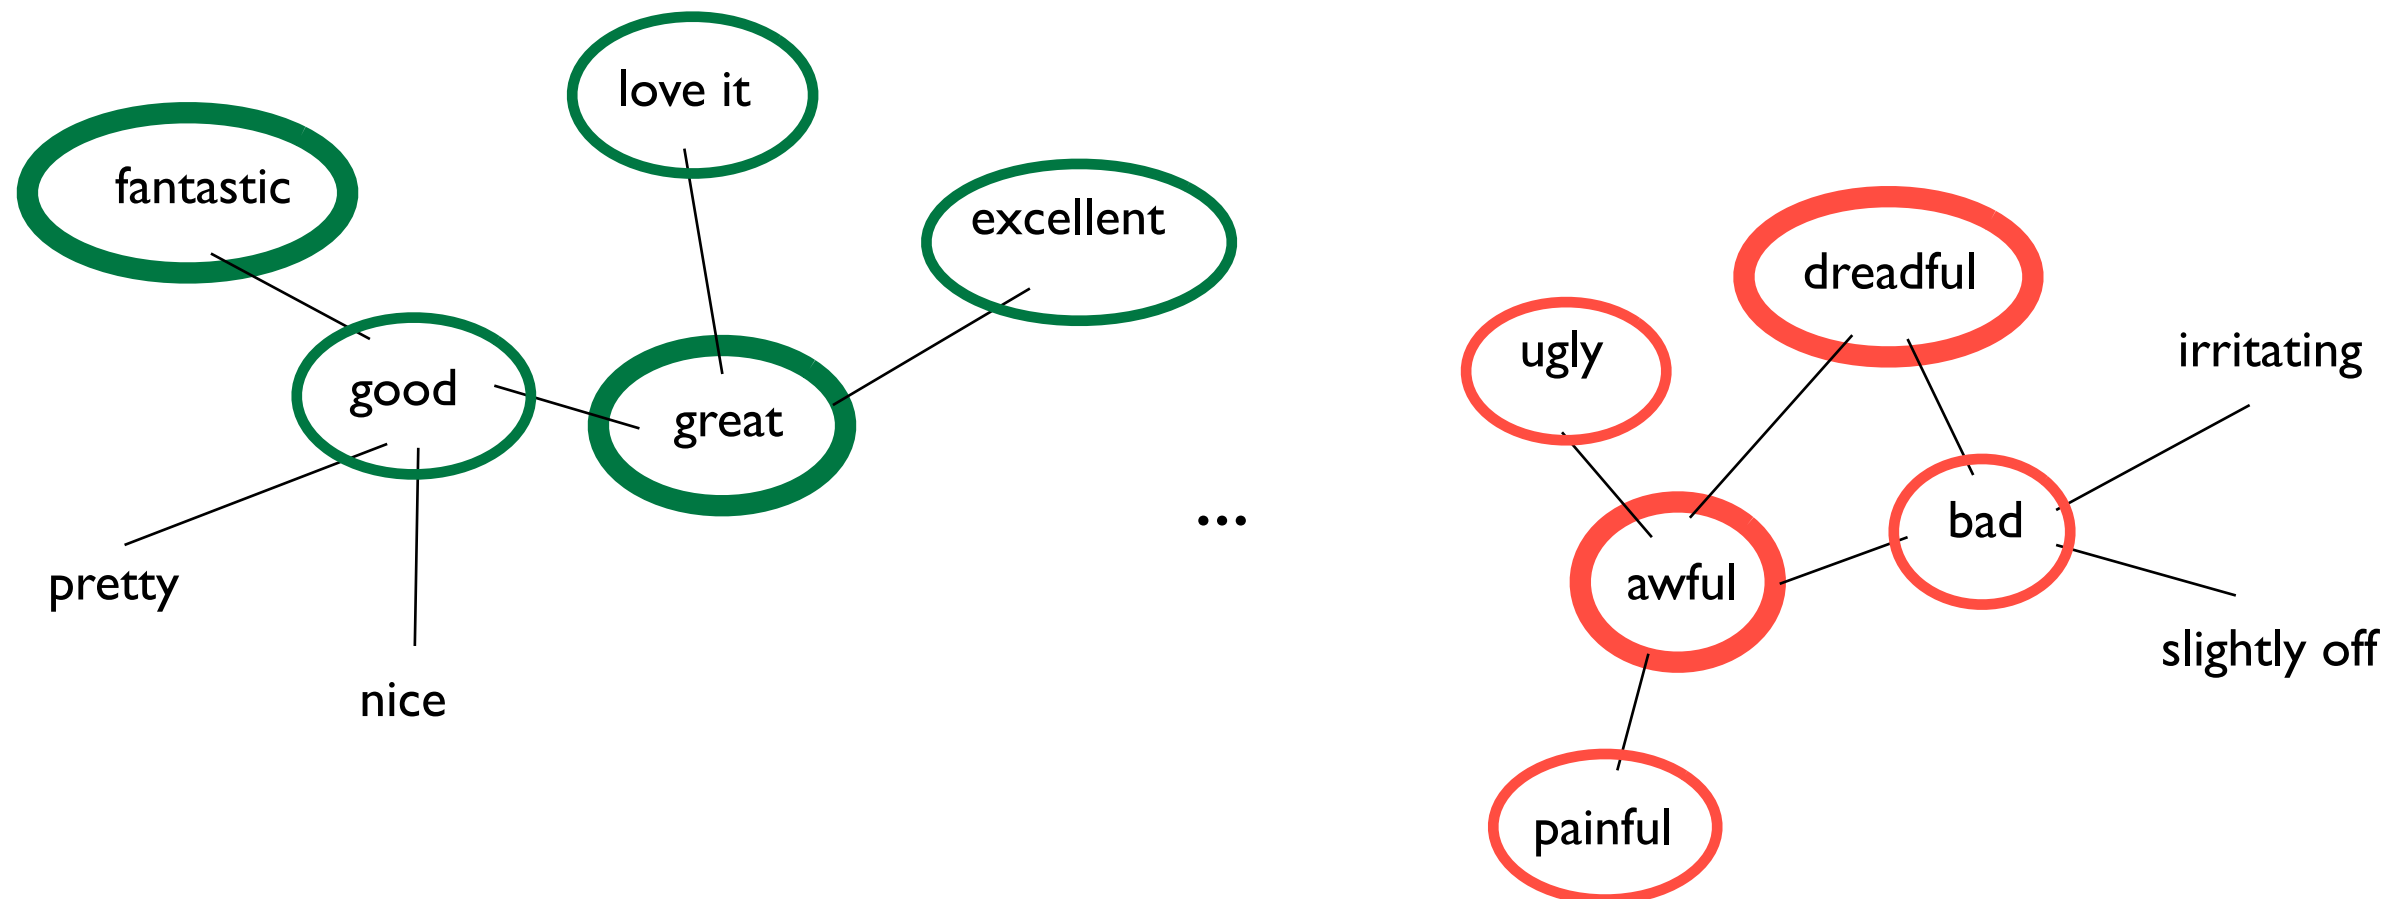 love it
fantastic
excellent
good
great
pretty
nice
...
dreadful
ugly
irritating
bad
awful
slightly off
painful